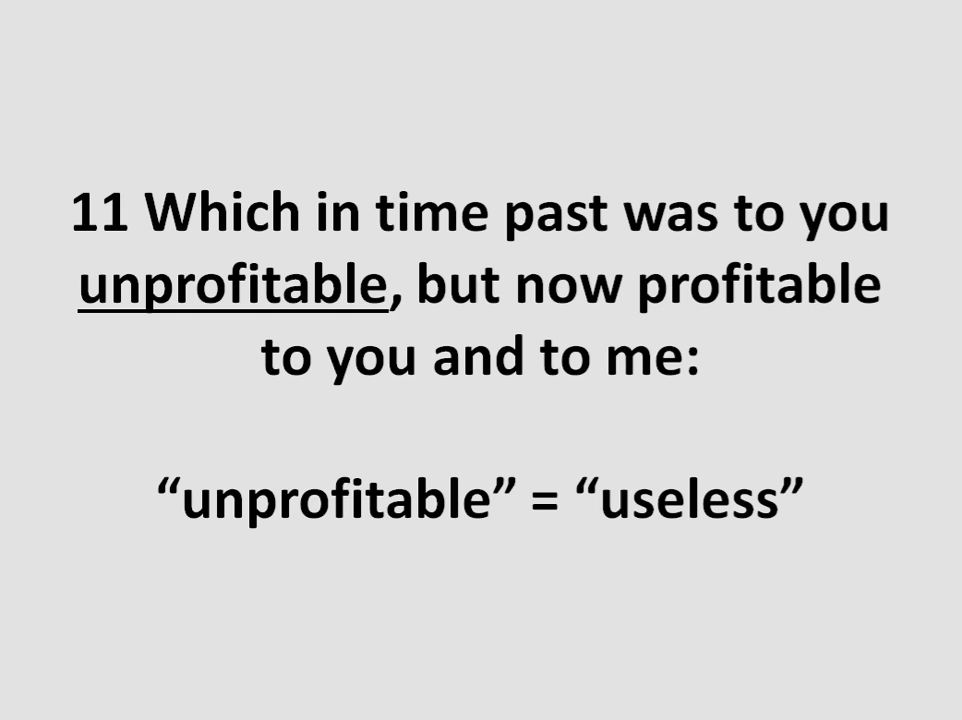 11 Which in time past was to you
unprofitable, but now profitable
to you and to me:
“unprofitable” = “useless”